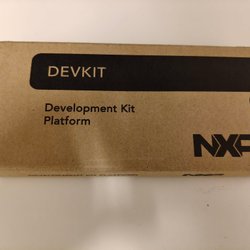 DEVKIT
Development Kit
Platform
NXP